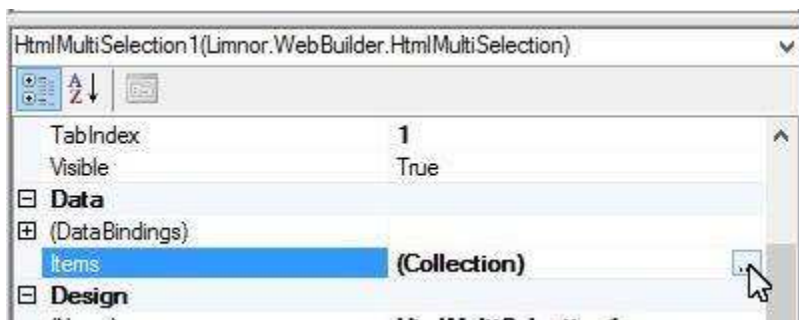 HtmlMultiSelection1(Limnor.WebBuilder.HtmlMultiSelection)
A
Z
TabIndex 1
Visible True
Data
(DataBindings)
Items (Collection) ...
Design